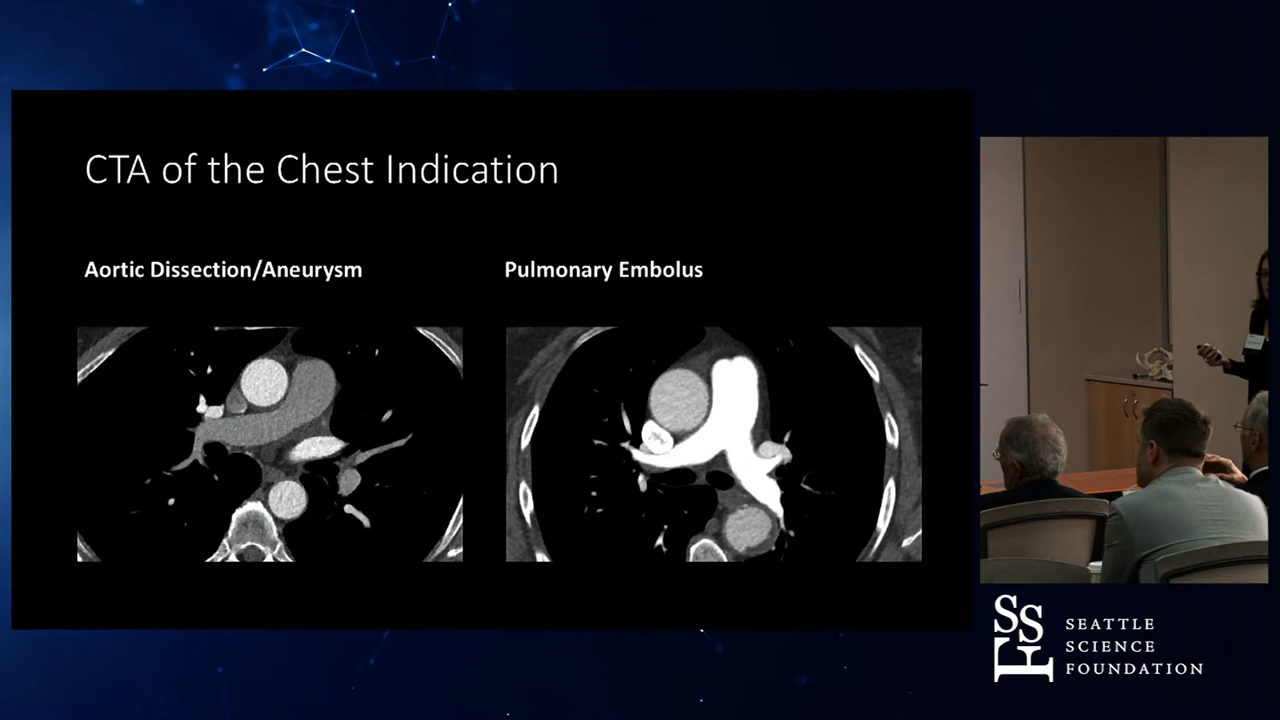 CTA of the Chest Indication
Aortic Dissection/Aneurysm
Pulmonary Embolus
SSF
SEATTLE
SCIENCE
FOUNDATION